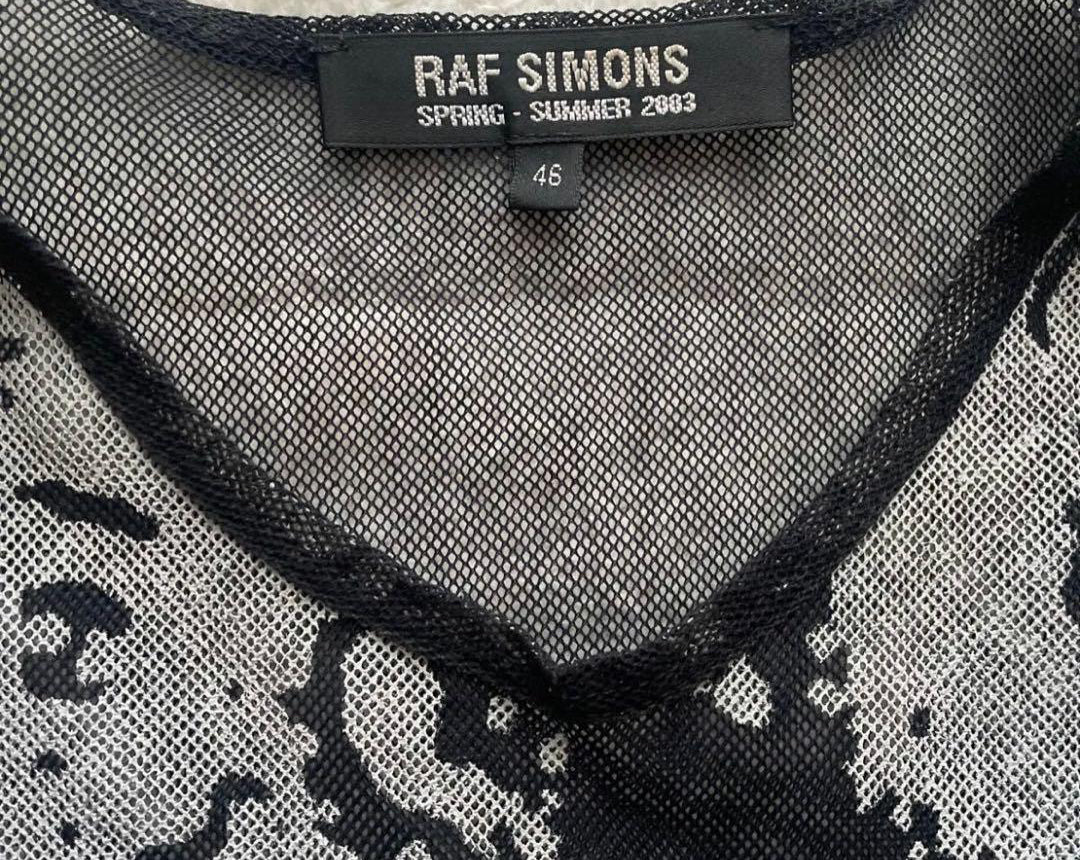 RAF SIMONS
SPRING - SUMMER 2003
46